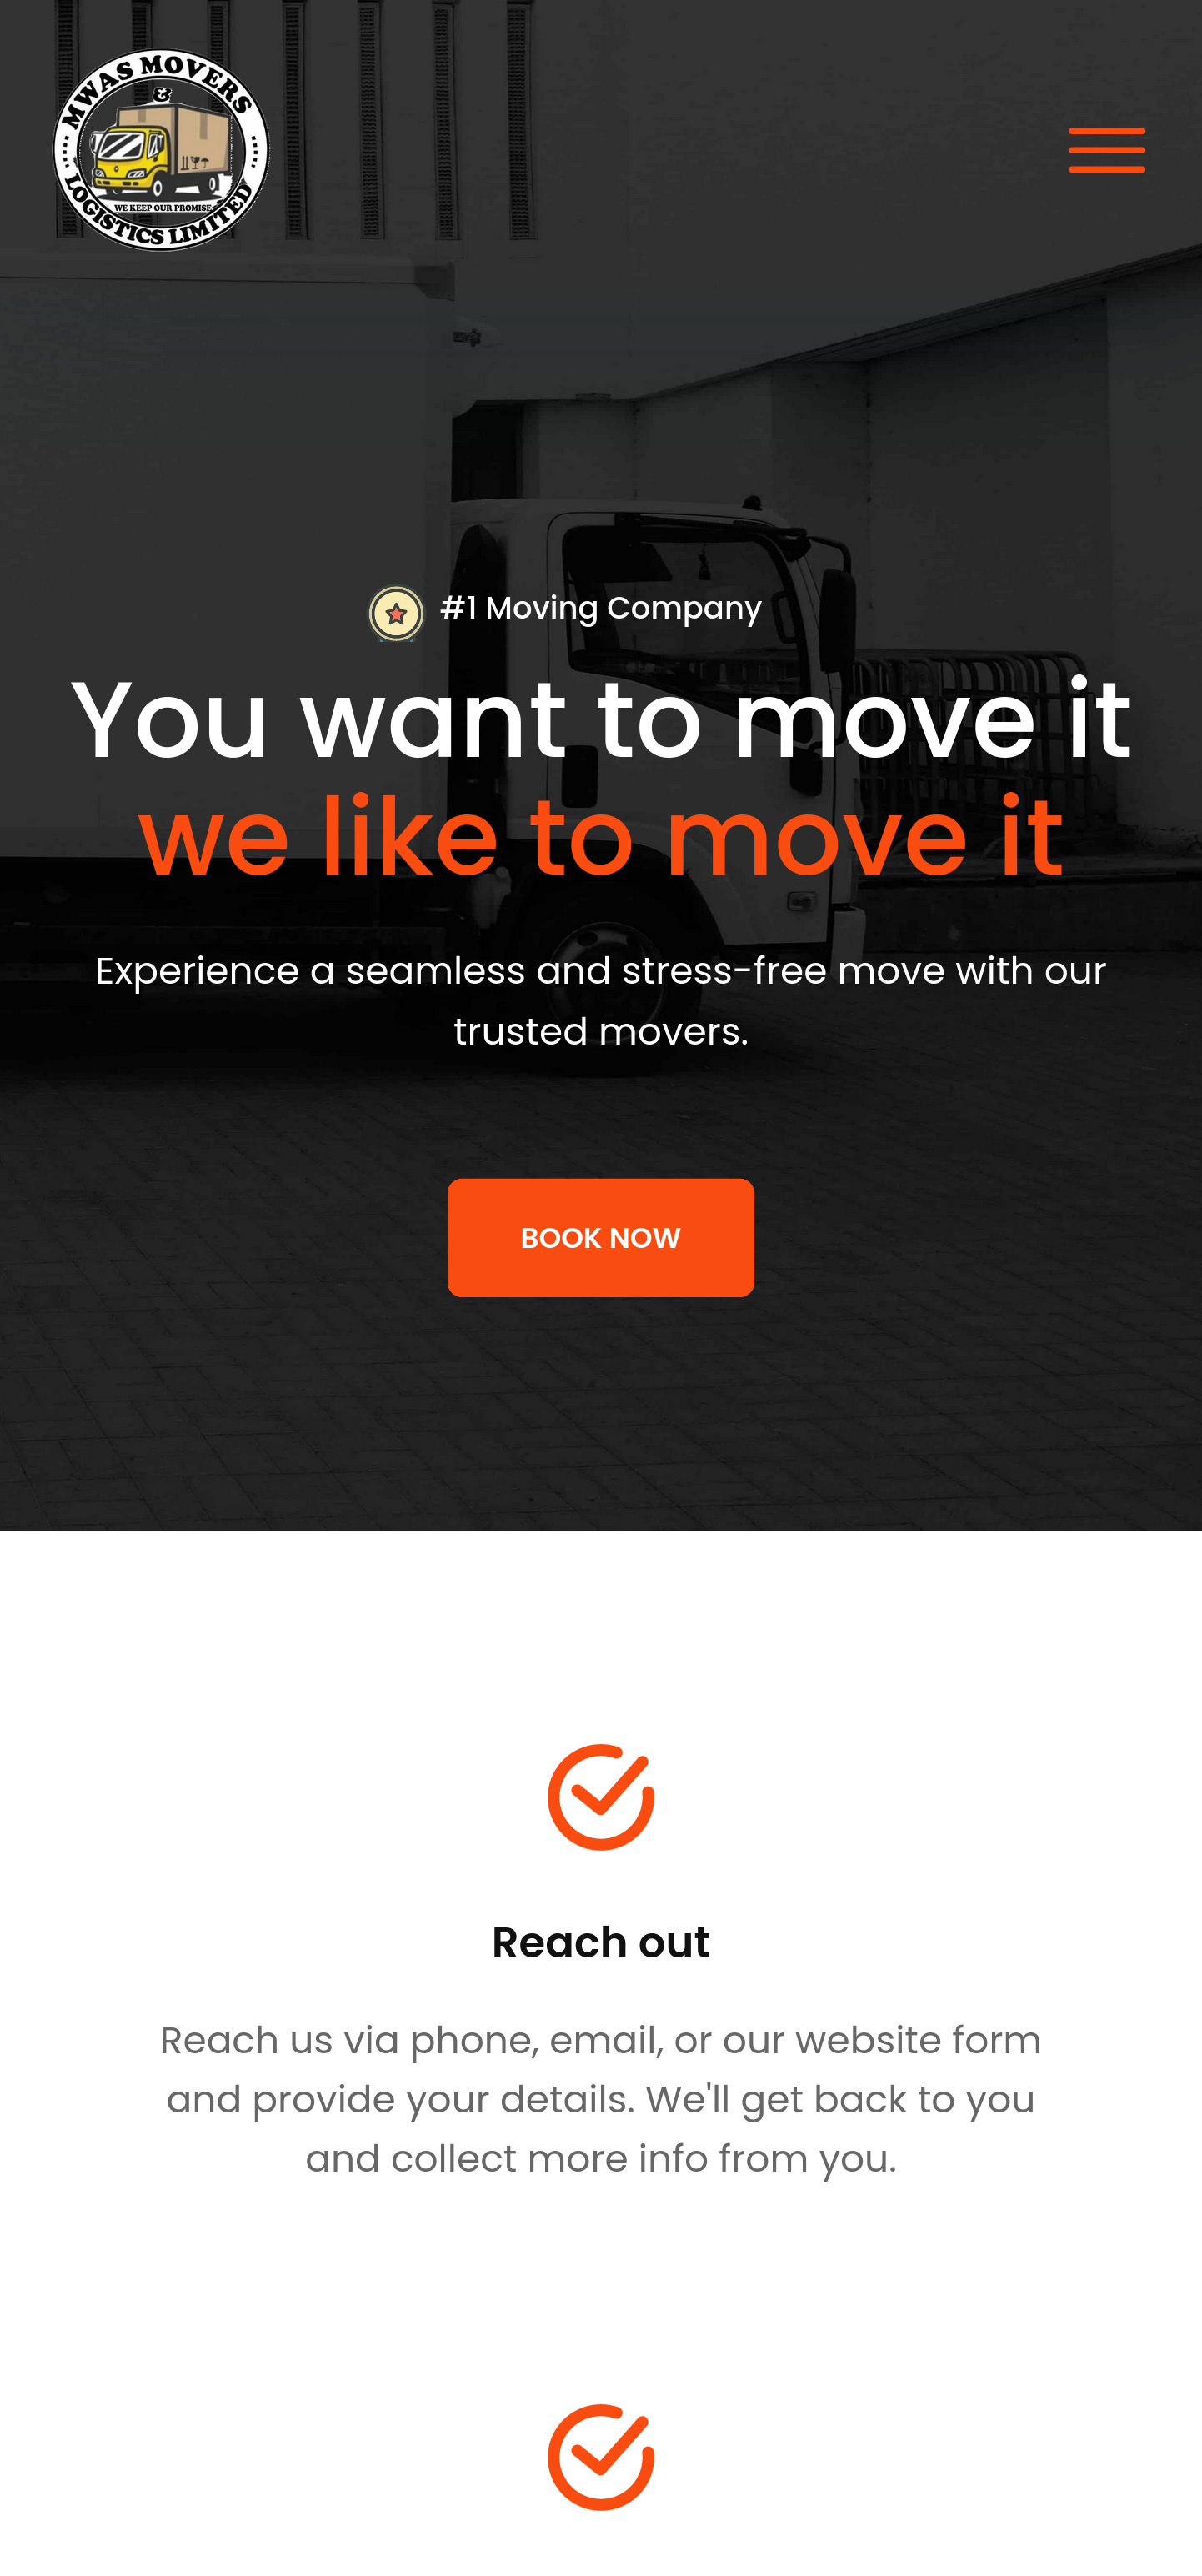 MWAS MOVERS
&
WE KEEP OUR PROMISE
LOGISTICS LIMITED
#1 Moving Company
You want to move it
we like to move it
Experience a seamless and stress-free move with our
trusted movers.
BOOK NOW
Reach out
Reach us via phone, email, or our website form
and provide your details. We'll get back to you
and collect more info from you.